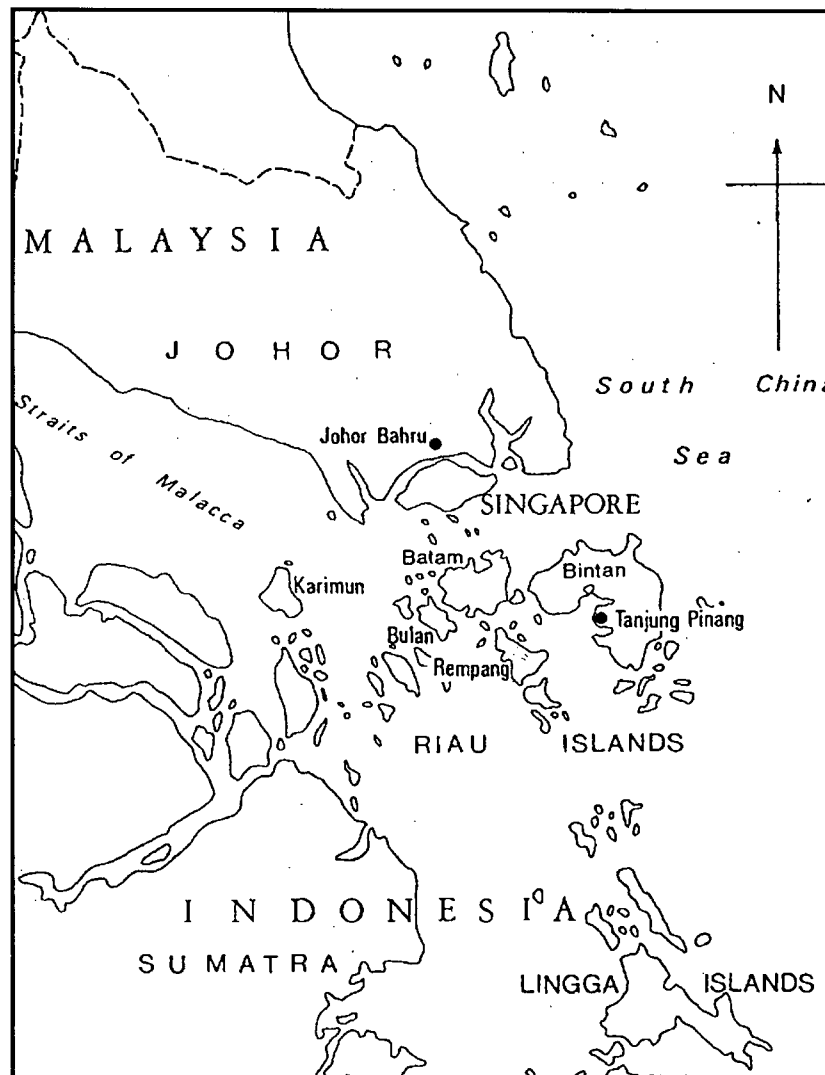 N
MALAYSIA
JOHOR
South China
Sea
Straits of Malacca
Johor Bahru
SINGAPORE
Batam
Bintan
Karimun
Tanjung Pinang
Bulan
Rempang
RIAU ISLANDS
INDONESIA
SUMATRA
LINGGA ISLANDS